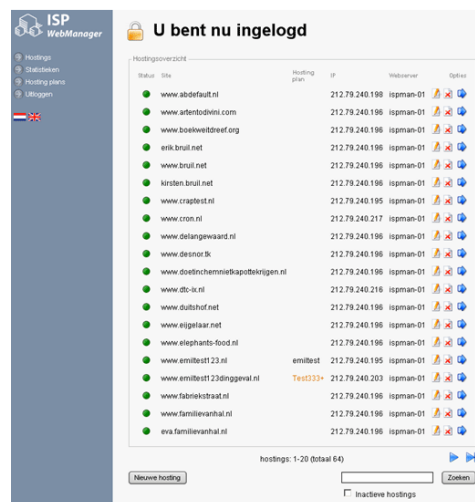 ISP
WebManager
Hostings
Statistieken
Hosting plans
Uitloggen
U bent nu ingelogd
Hostingsoverzicht
Status Site Hosting plan IP Webserver Opties
www.abdefault.nl 212.79.240.198 ispman-01
www.artentodivini.com 212.79.240.196 ispman-01
www.boekweitdreef.org 212.79.240.196 ispman-01
erik.bruil.net 212.79.240.196 ispman-01
www.bruil.net 212.79.240.196 ispman-01
kirsten.bruil.net 212.79.240.196 ispman-01
www.craptest.nl 212.79.240.195 ispman-01
www.cron.nl 212.79.240.217 ispman-01
www.delangewaard.nl 212.79.240.196 ispman-01
www.desnor.tk 212.79.240.196 ispman-01
www.doetinchemnietkapottekrijgen.nl 212.79.240.196 ispman-01
www.dtc-ix.nl 212.79.240.216 ispman-01
www.duitshof.net 212.79.240.196 ispman-01
www.eijgelaar.net 212.79.240.196 ispman-01
www.elephants-food.nl 212.79.240.196 ispman-01
www.emiltest123.nl emiltest 212.79.240.195 ispman-01
www.emiltest123dinggeval.nl Test333* 212.79.240.203 ispman-01
www.fabriekstraat.nl 212.79.240.196 ispman-01
www.familievanhal.nl 212.79.240.196 ispman-01
eva.familievanhal.nl 212.79.240.196 ispman-01
hostings: 1-20 (totaal 64)
Nieuwe hosting Zoeken
Inactieve hostings